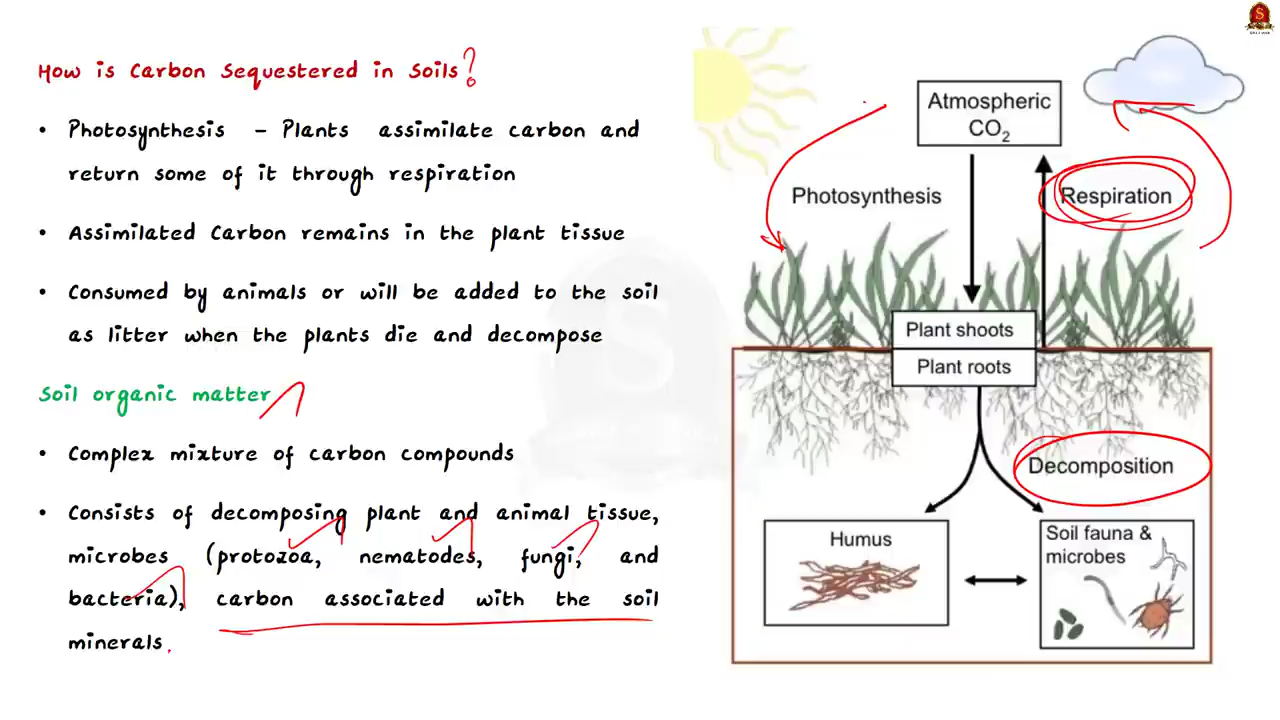 How is Carbon Sequestered in Soils?
• Photosynthesis – Plants assimilate carbon and
return some of it through respiration
• Assimilated Carbon remains in the plant tissue
• Consumed by animals or will be added to the soil
as litter when the plants die and decompose
Soil organic matter
• Complex mixture of carbon compounds
• Consists of decomposing plant and animal tissue,
microbes (protozoa, nematodes, fungi, and
bacteria), carbon associated with the soil
minerals.
Atmospheric
CO₂
Photosynthesis
Respiration
Plant shoots
Plant roots
Decomposition
Humus
Soil fauna &
microbes